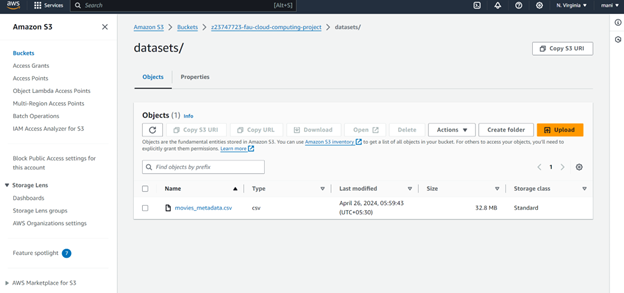 aws Services Search [Alt+S] N. Virginia mani
Amazon S3
Buckets
Access Grants
Access Points
Object Lambda Access Points
Multi-Region Access Points
Batch Operations
IAM Access Analyzer for S3
Block Public Access settings for
this account
Storage Lens
Dashboards
Storage Lens groups
AWS Organizations settings
Feature spotlight 7
AWS Marketplace for S3
Amazon S3 > Buckets > z23747723-fau-cloud-computing-project > datasets/
datasets/
Copy S3 URI
Objects Properties
Objects (1) Info
Copy S3 URI Copy URL Download Open Delete Actions Create folder Upload
Objects are the fundamental entities stored in Amazon S3. You can use Amazon S3 inventory to get a list of all objects in your bucket. For others to access your objects, you'll need to
explicitly grant them permissions. Learn more
Find objects by prefix
1
Name Type Last modified Size Storage class
movies_metadata.csv csv April 26, 2024, 05:59:43 32.8 MB Standard
(UTC+05:30)